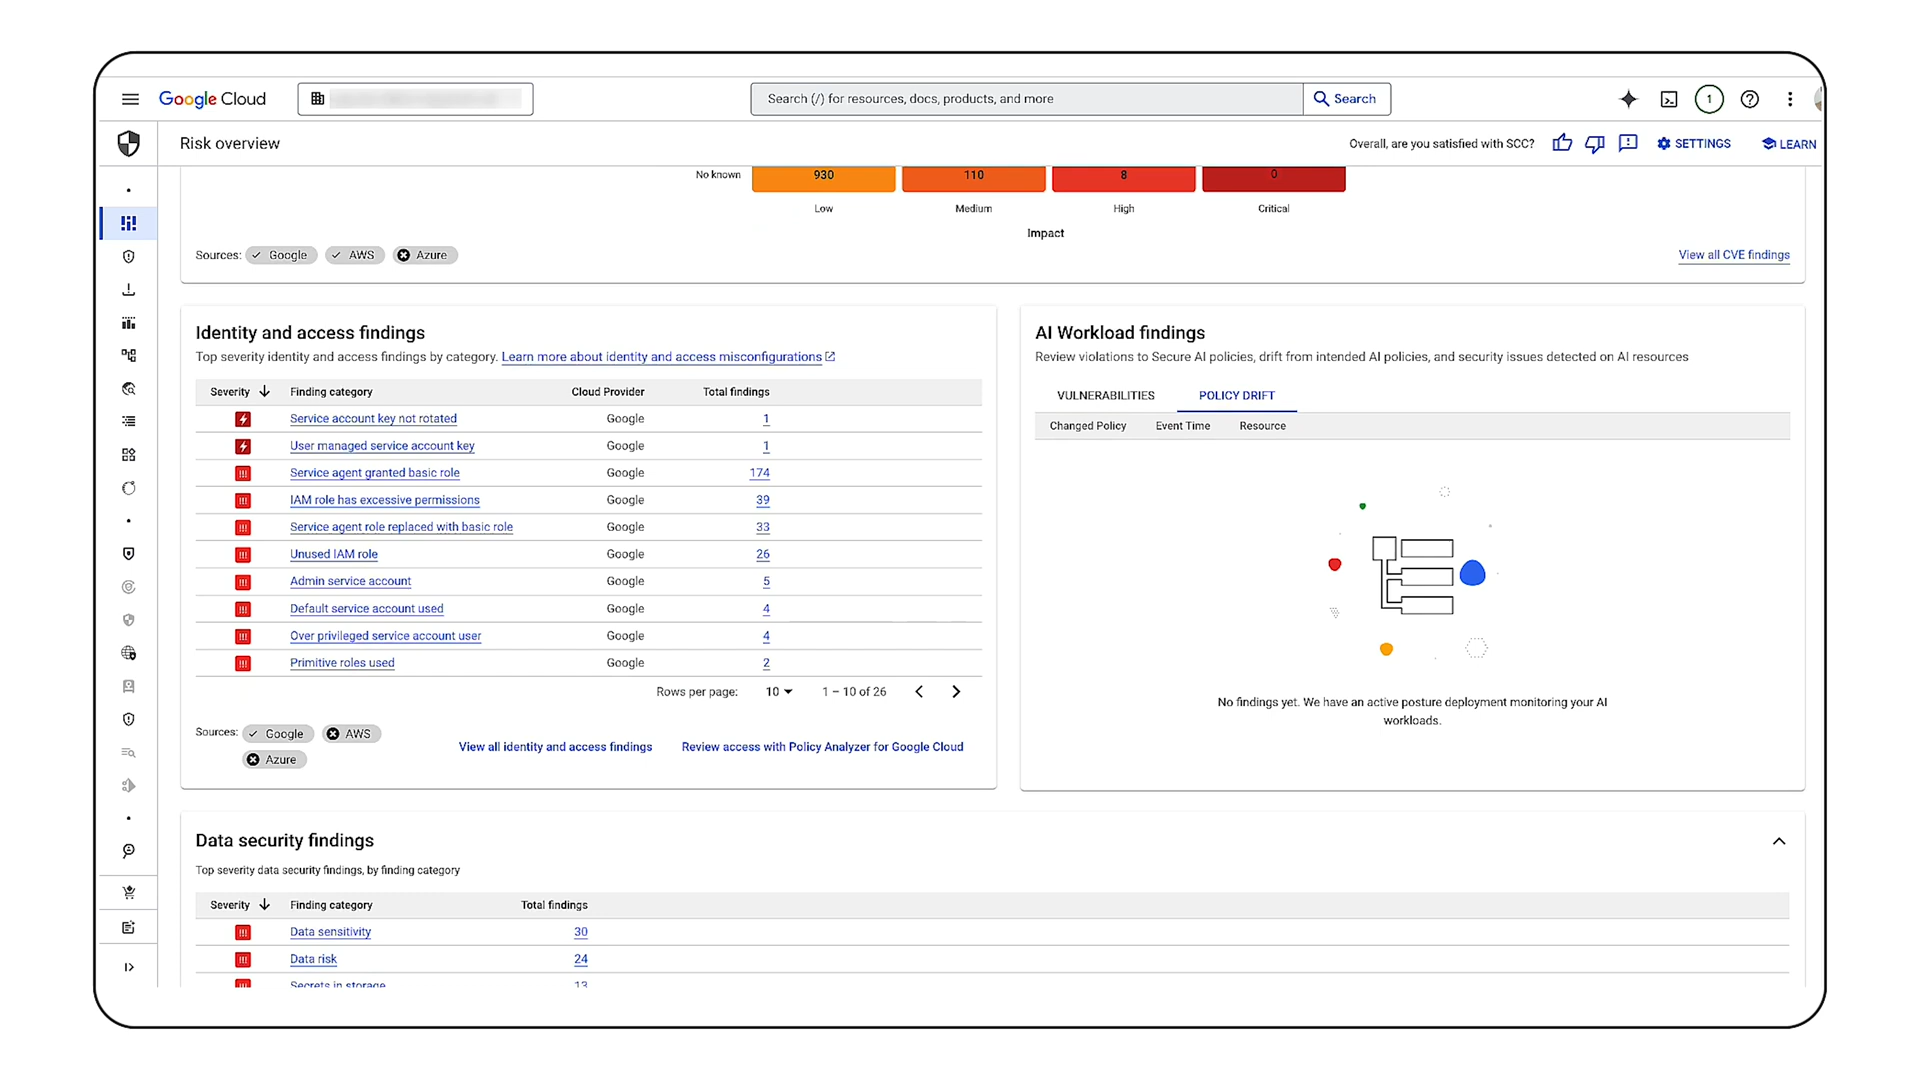 Google Cloud
Search (/) for resources, docs, products, and more
Search
1
Risk overview
Overall, are you satisfied with SCC?
SETTINGS
LEARN
No known
930
110
8
0
Low
Medium
High
Critical
Impact
Sources:
Google
AWS
Azure
View all CVE findings
Identity and access findings
Top severity identity and access findings by category. Learn more about identity and access misconfigurations
Severity Finding category Cloud Provider Total findings
Service account key not rotated Google 1
User managed service account key Google 1
Service agent granted basic role Google 174
IAM role has excessive permissions Google 39
Service agent role replaced with basic role Google 33
Unused IAM role Google 26
Admin service account Google 5
Default service account used Google 4
Over privileged service account user Google 4
Primitive roles used Google 2
Rows per page: 10 1 – 10 of 26
Sources: Google AWS
Azure
View all identity and access findings
Review access with Policy Analyzer for Google Cloud
AI Workload findings
Review violations to Secure AI policies, drift from intended AI policies, and security issues detected on AI resources
VULNERABILITIES POLICY DRIFT
Changed Policy Event Time Resource
No findings yet. We have an active posture deployment monitoring your AI
workloads.
Data security findings
Top severity data security findings, by finding category
Severity Finding category Total findings
Data sensitivity 30
Data risk 24
Secrets in storage 13